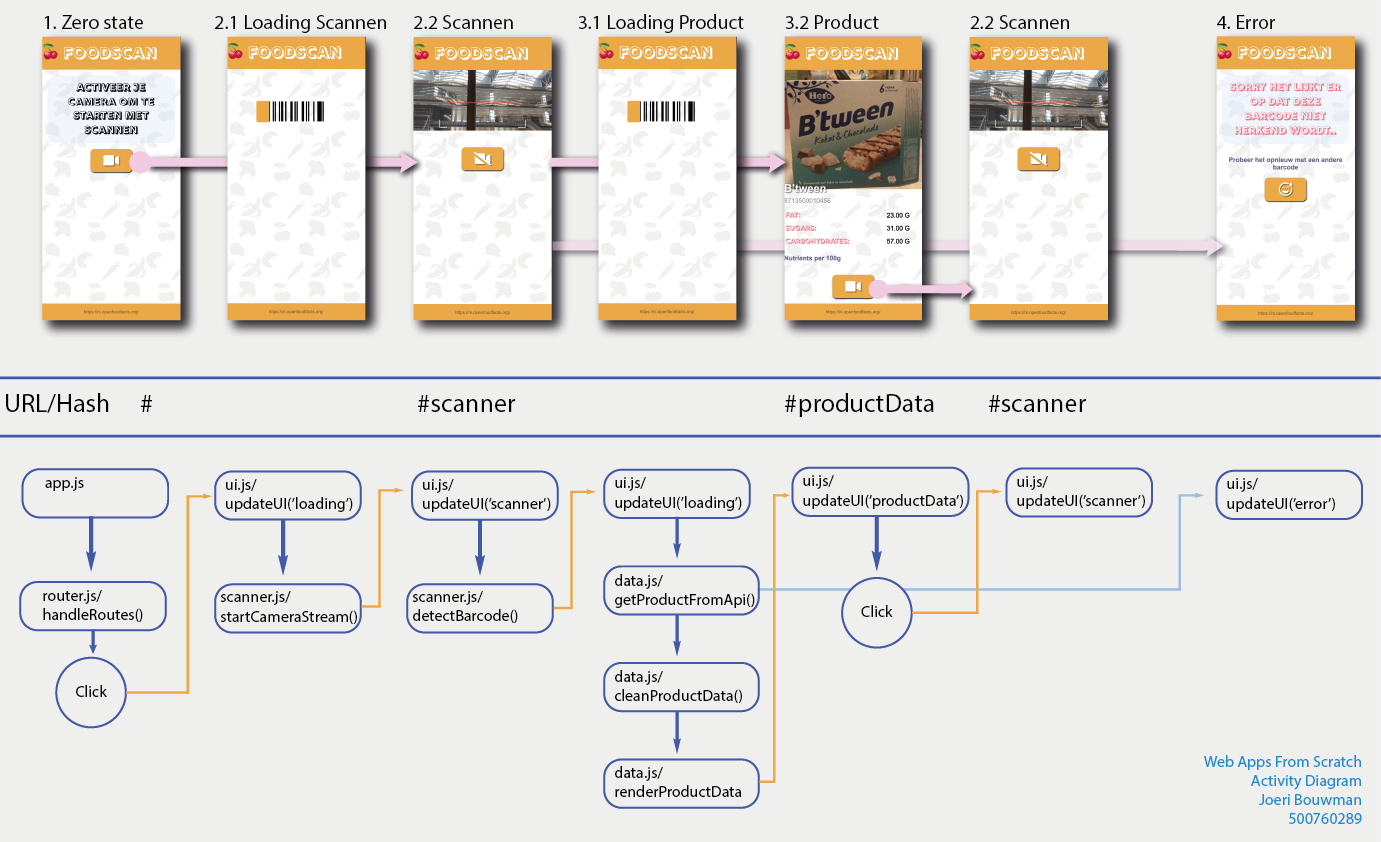 1. Zero state
2.1 Loading Scannen
2.2 Scannen
3.1 Loading Product
3.2 Product
2.2 Scannen
4. Error
FOODSCAN
FOODSCAN
FOODSCAN
FOODSCAN
FOODSCAN
FOODSCAN
FOODSCAN
ACTIVEER JE
CAMERA OM TE
STARTEN MET
SCANNEN
https://nl.openfoodfacts.org/
https://nl.openfoodfacts.org/
https://nl.openfoodfacts.org/
https://nl.openfoodfacts.org/
Hero
B'tween
Kokos & Chocolade
B'tween
8713500010456
FAT: 23.00 G
SUGARS: 31.00 G
CARBOHYDRATES: 57.00 G
Nutrients per 100g
https://nl.openfoodfacts.org/
https://nl.openfoodfacts.org/
SORRY HET LIJKT ER
OP DAT DEZE
BARCODE NIET
HERKEND WORDT..
Probeer het opnieuw met een andere
barcode
https://nl.openfoodfacts.org/
URL/Hash
#
#scanner
#productData
#scanner
app.js
router.js/
handleRoutes()
Click
ui.js/
updateUI('loading')
scanner.js/
startCameraStream()
ui.js/
updateUI('scanner')
scanner.js/
detectBarcode()
ui.js/
updateUI('loading')
data.js/
getProductFromApi()
data.js/
cleanProductData()
data.js/
renderProductData
ui.js/
updateUI('productData')
Click
ui.js/
updateUI('scanner')
ui.js/
updateUI('error')
Web Apps From Scratch
Activity Diagram
Joeri Bouwman
500760289